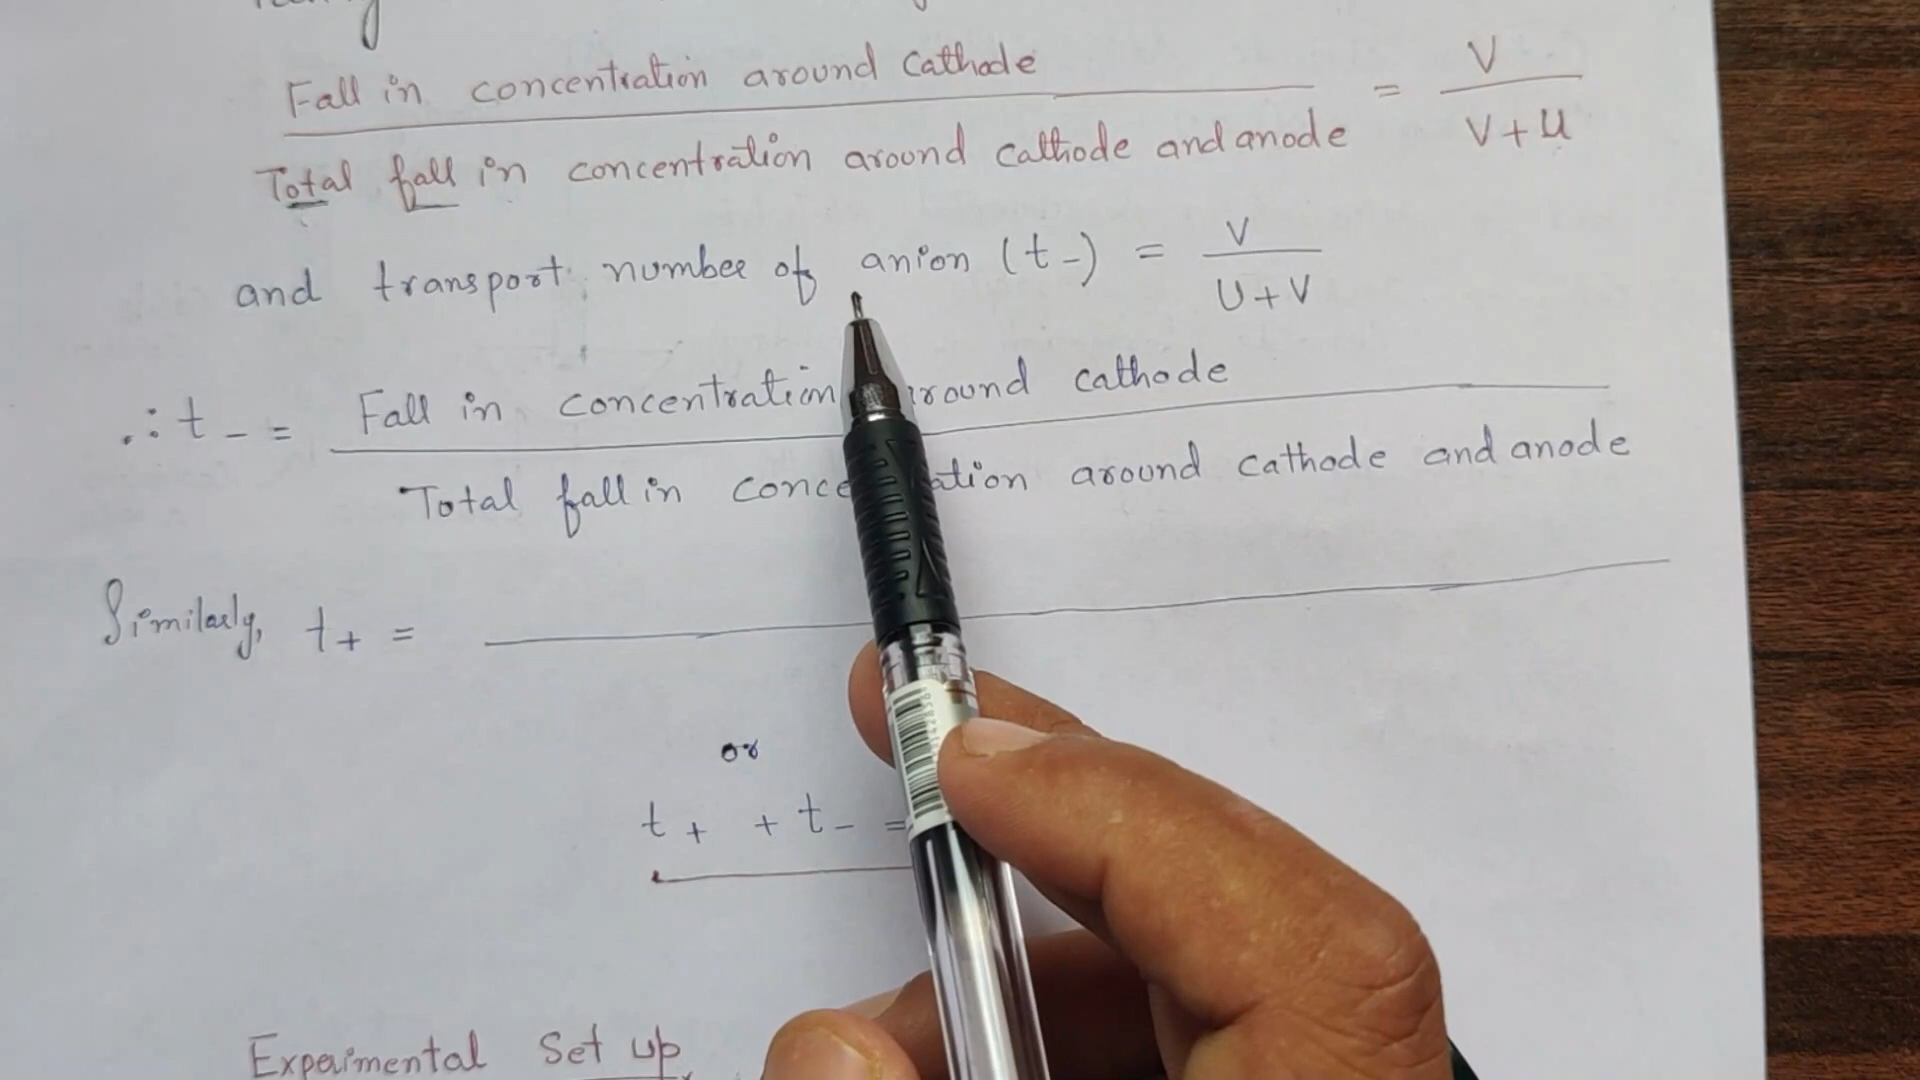 Fall in concentration around Cathode = V
Total fall in concentration around cathode and anode V + U
and transport number of anion (t-) = V
U + V
∴ t- = Fall in concentration around cathode
Total fall in concentration around cathode and anode
Similarly, t+ =
or
t+ + t- =
Experimental Set up